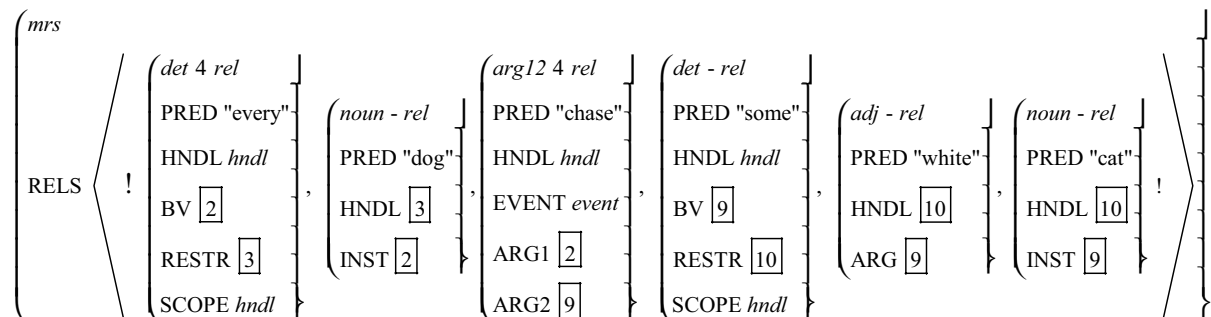 mrs
RELS
!
det 4 rel
PRED "every"
HNDL hndl
BV 2
RESTR 3
SCOPE hndl
,
noun - rel
PRED "dog"
HNDL 3
INST 2
,
arg12 4 rel
PRED "chase"
HNDL hndl
EVENT event
ARG1 2
ARG2 9
,
det - rel
PRED "some"
HNDL hndl
BV 9
RESTR 10
SCOPE hndl
,
adj - rel
PRED "white"
HNDL 10
ARG 9
,
noun - rel
PRED "cat"
HNDL 10
INST 9
!